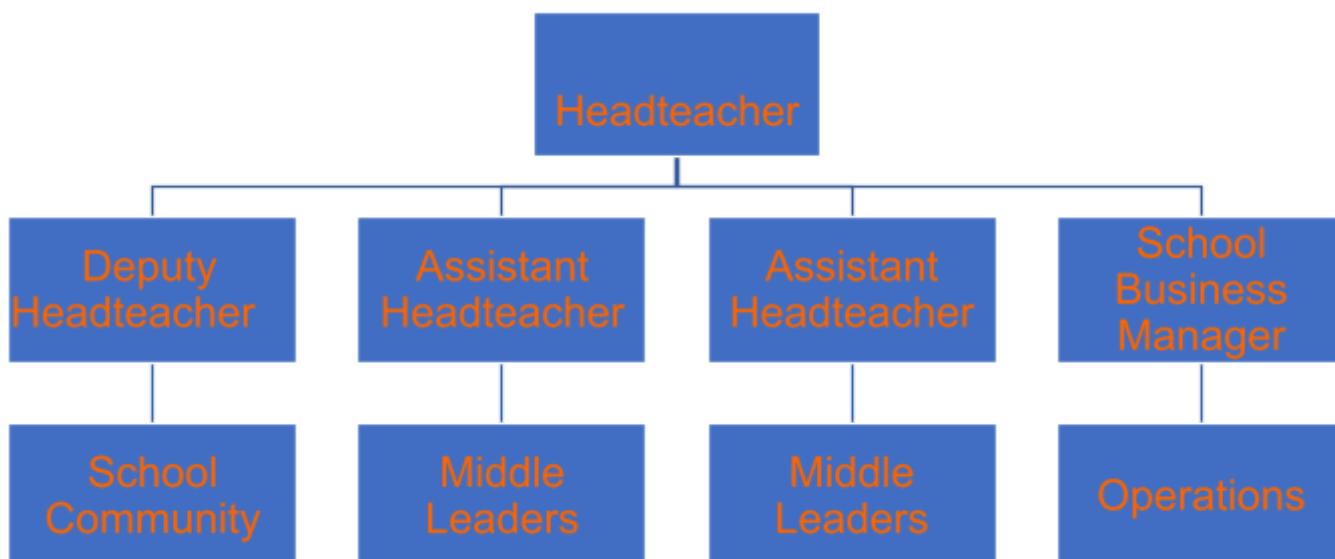 Headteacher
Deputy
Headteacher
Assistant
Headteacher
Assistant
Headteacher
School
Business
Manager
School
Community
Middle
Leaders
Middle
Leaders
Operations